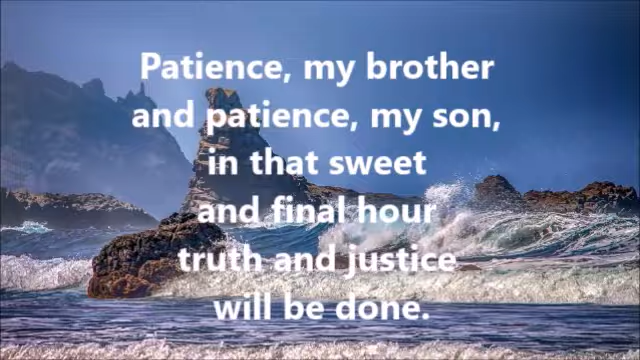 Patience, my brother
and patience, my son,
in that sweet
and final hour
truth and justice
will be done.